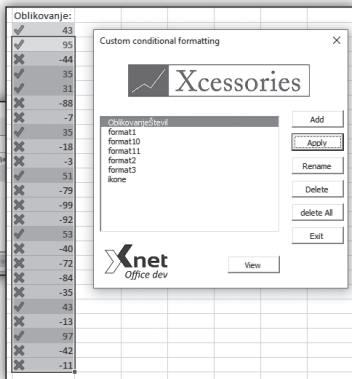 Oblikovanje:
43
95
-44
35
31
-88
-7
35
-18
-3
51
-79
-99
-92
53
-40
-72
-84
-35
43
-13
97
-42
-11
Custom conditional formatting
Xcessories
OblikovanjeŠtevil
format1
format10
format11
format2
format3
ikone
Add
Apply
Rename
Delete
delete All
Exit
View
Xnet
Office dev